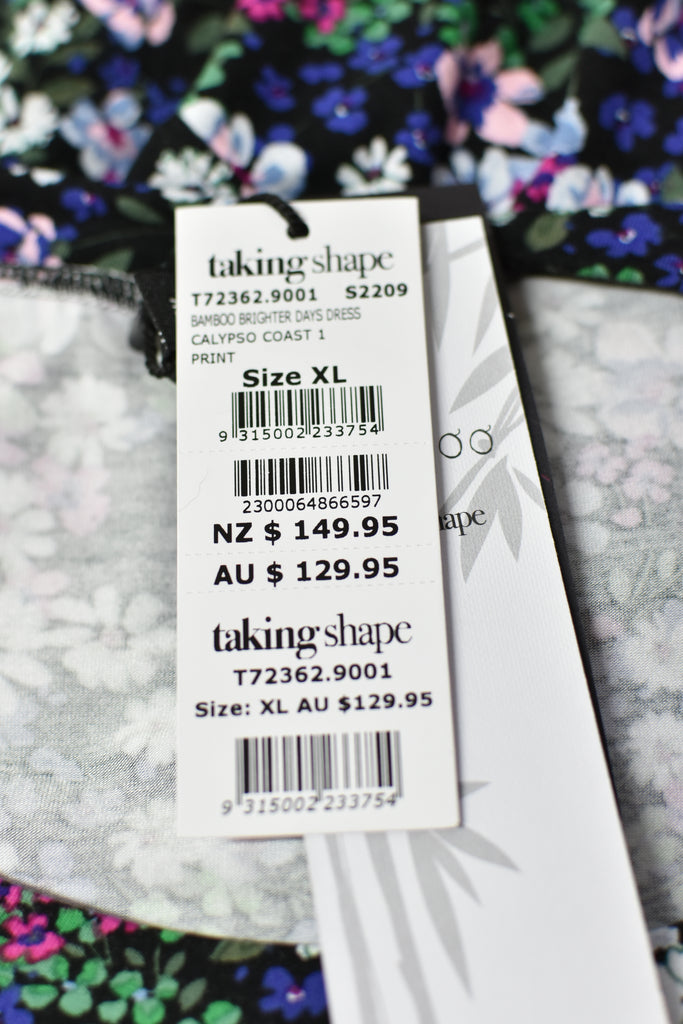 taking shape
T72362.9001 S2209
BAMBOO BRIGHTER DAYS DRESS
CALYPSO COAST 1
PRINT
Size XL
9 315002 233754
2300064866597
NZ $ 149.95
AU $ 129.95
taking shape
T72362.9001
Size: XL AU $129.95
9 315002 233754